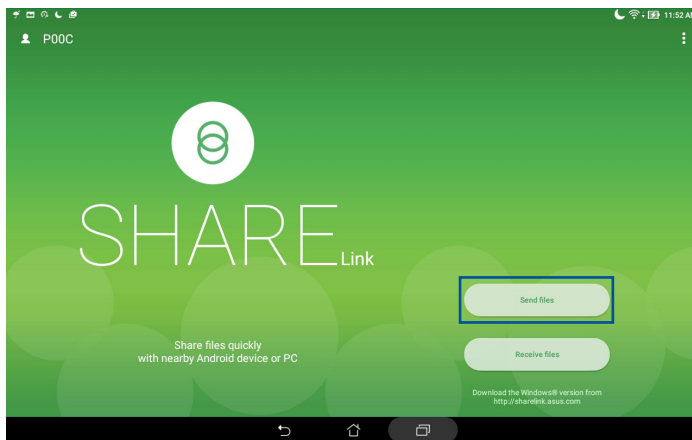 11:52 AM
P00C
SHARE Link
Send files
Share files quickly
with nearby Android device or PC
Receive files
Download the Windows® version from
http://sharelink.asus.com